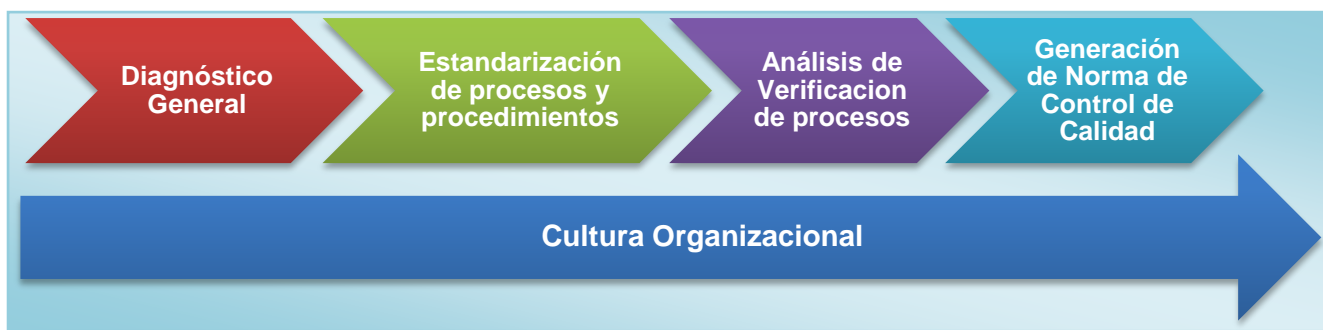 Diagnóstico
General
Estandarización
de procesos y
procedimientos
Análisis de
Verificacion
de procesos
Generación
de Norma de
Control de
Calidad
Cultura Organizacional